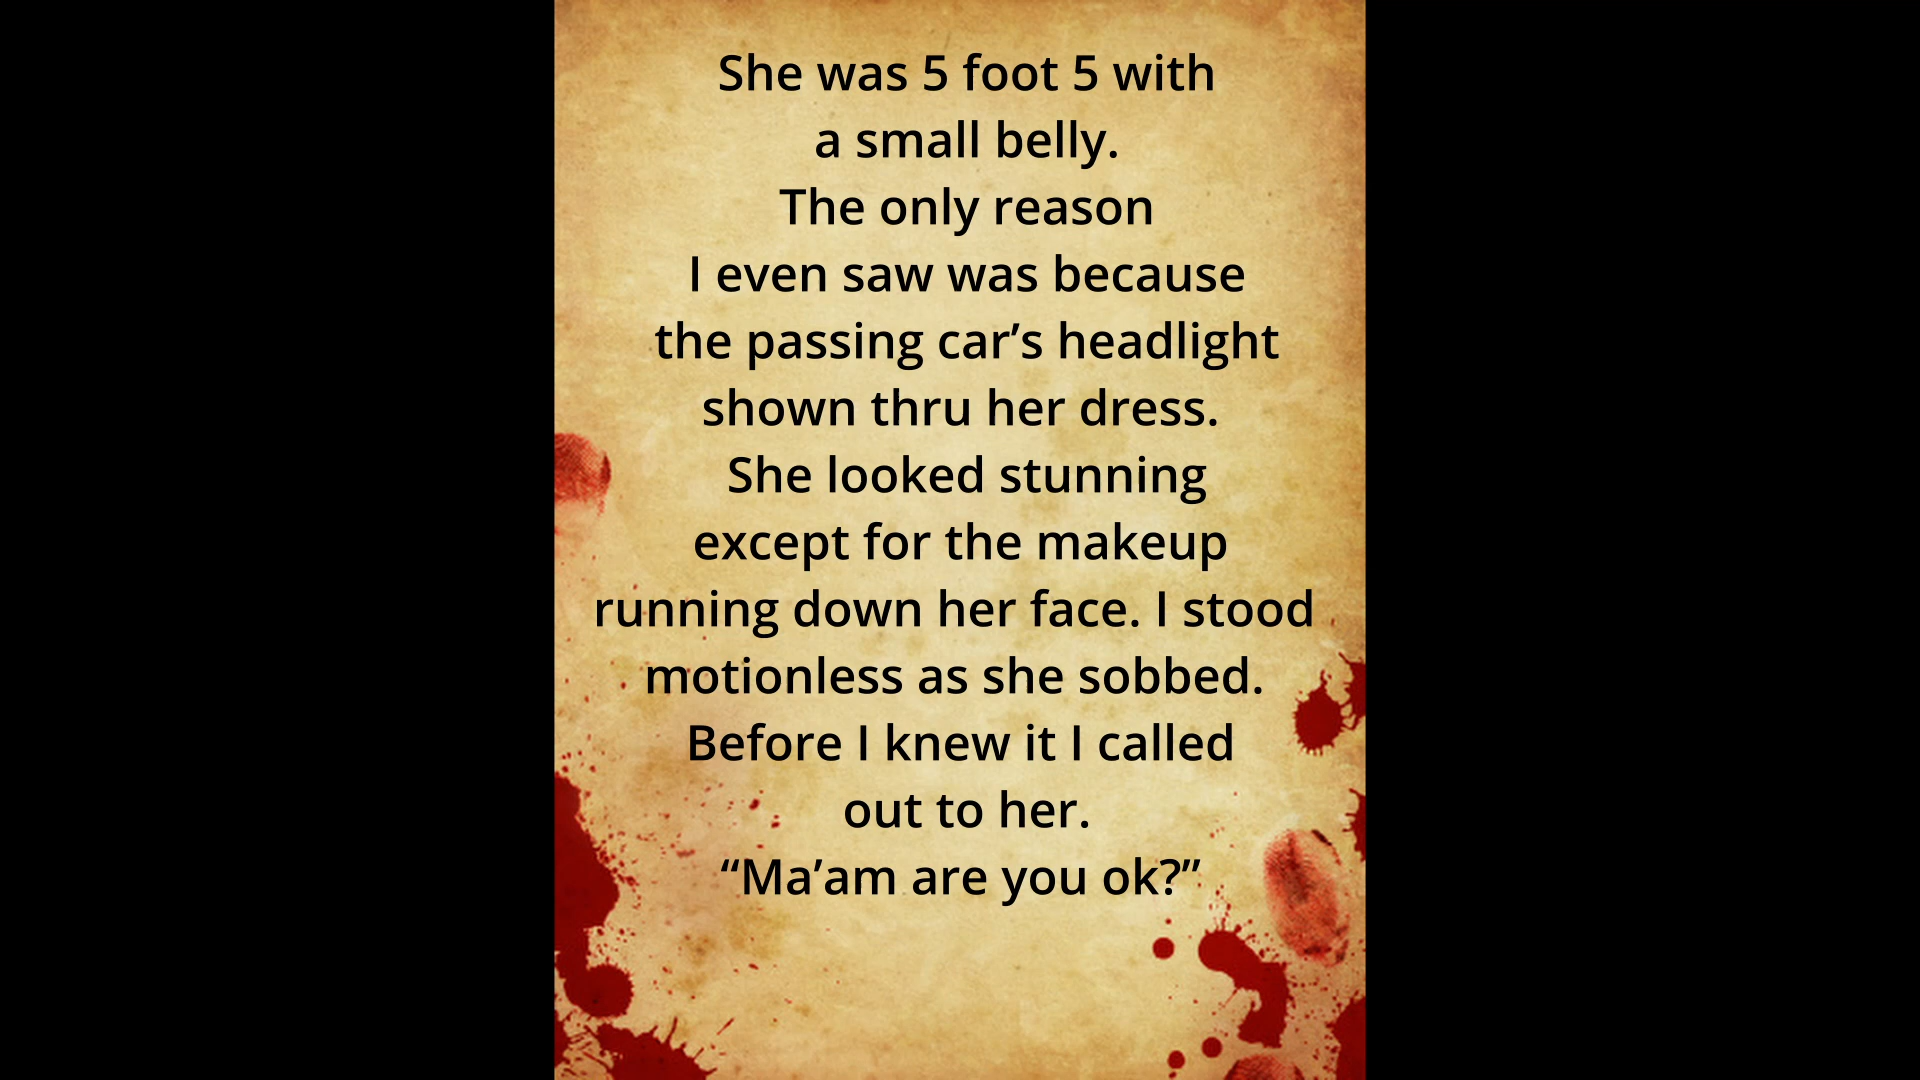 She was 5 foot 5 with
a small belly.
The only reason
I even saw was because
the passing car’s headlight
shown thru her dress.
She looked stunning
except for the makeup
running down her face. I stood
motionless as she sobbed.
Before I knew it I called
out to her.
“Ma’am are you ok?”